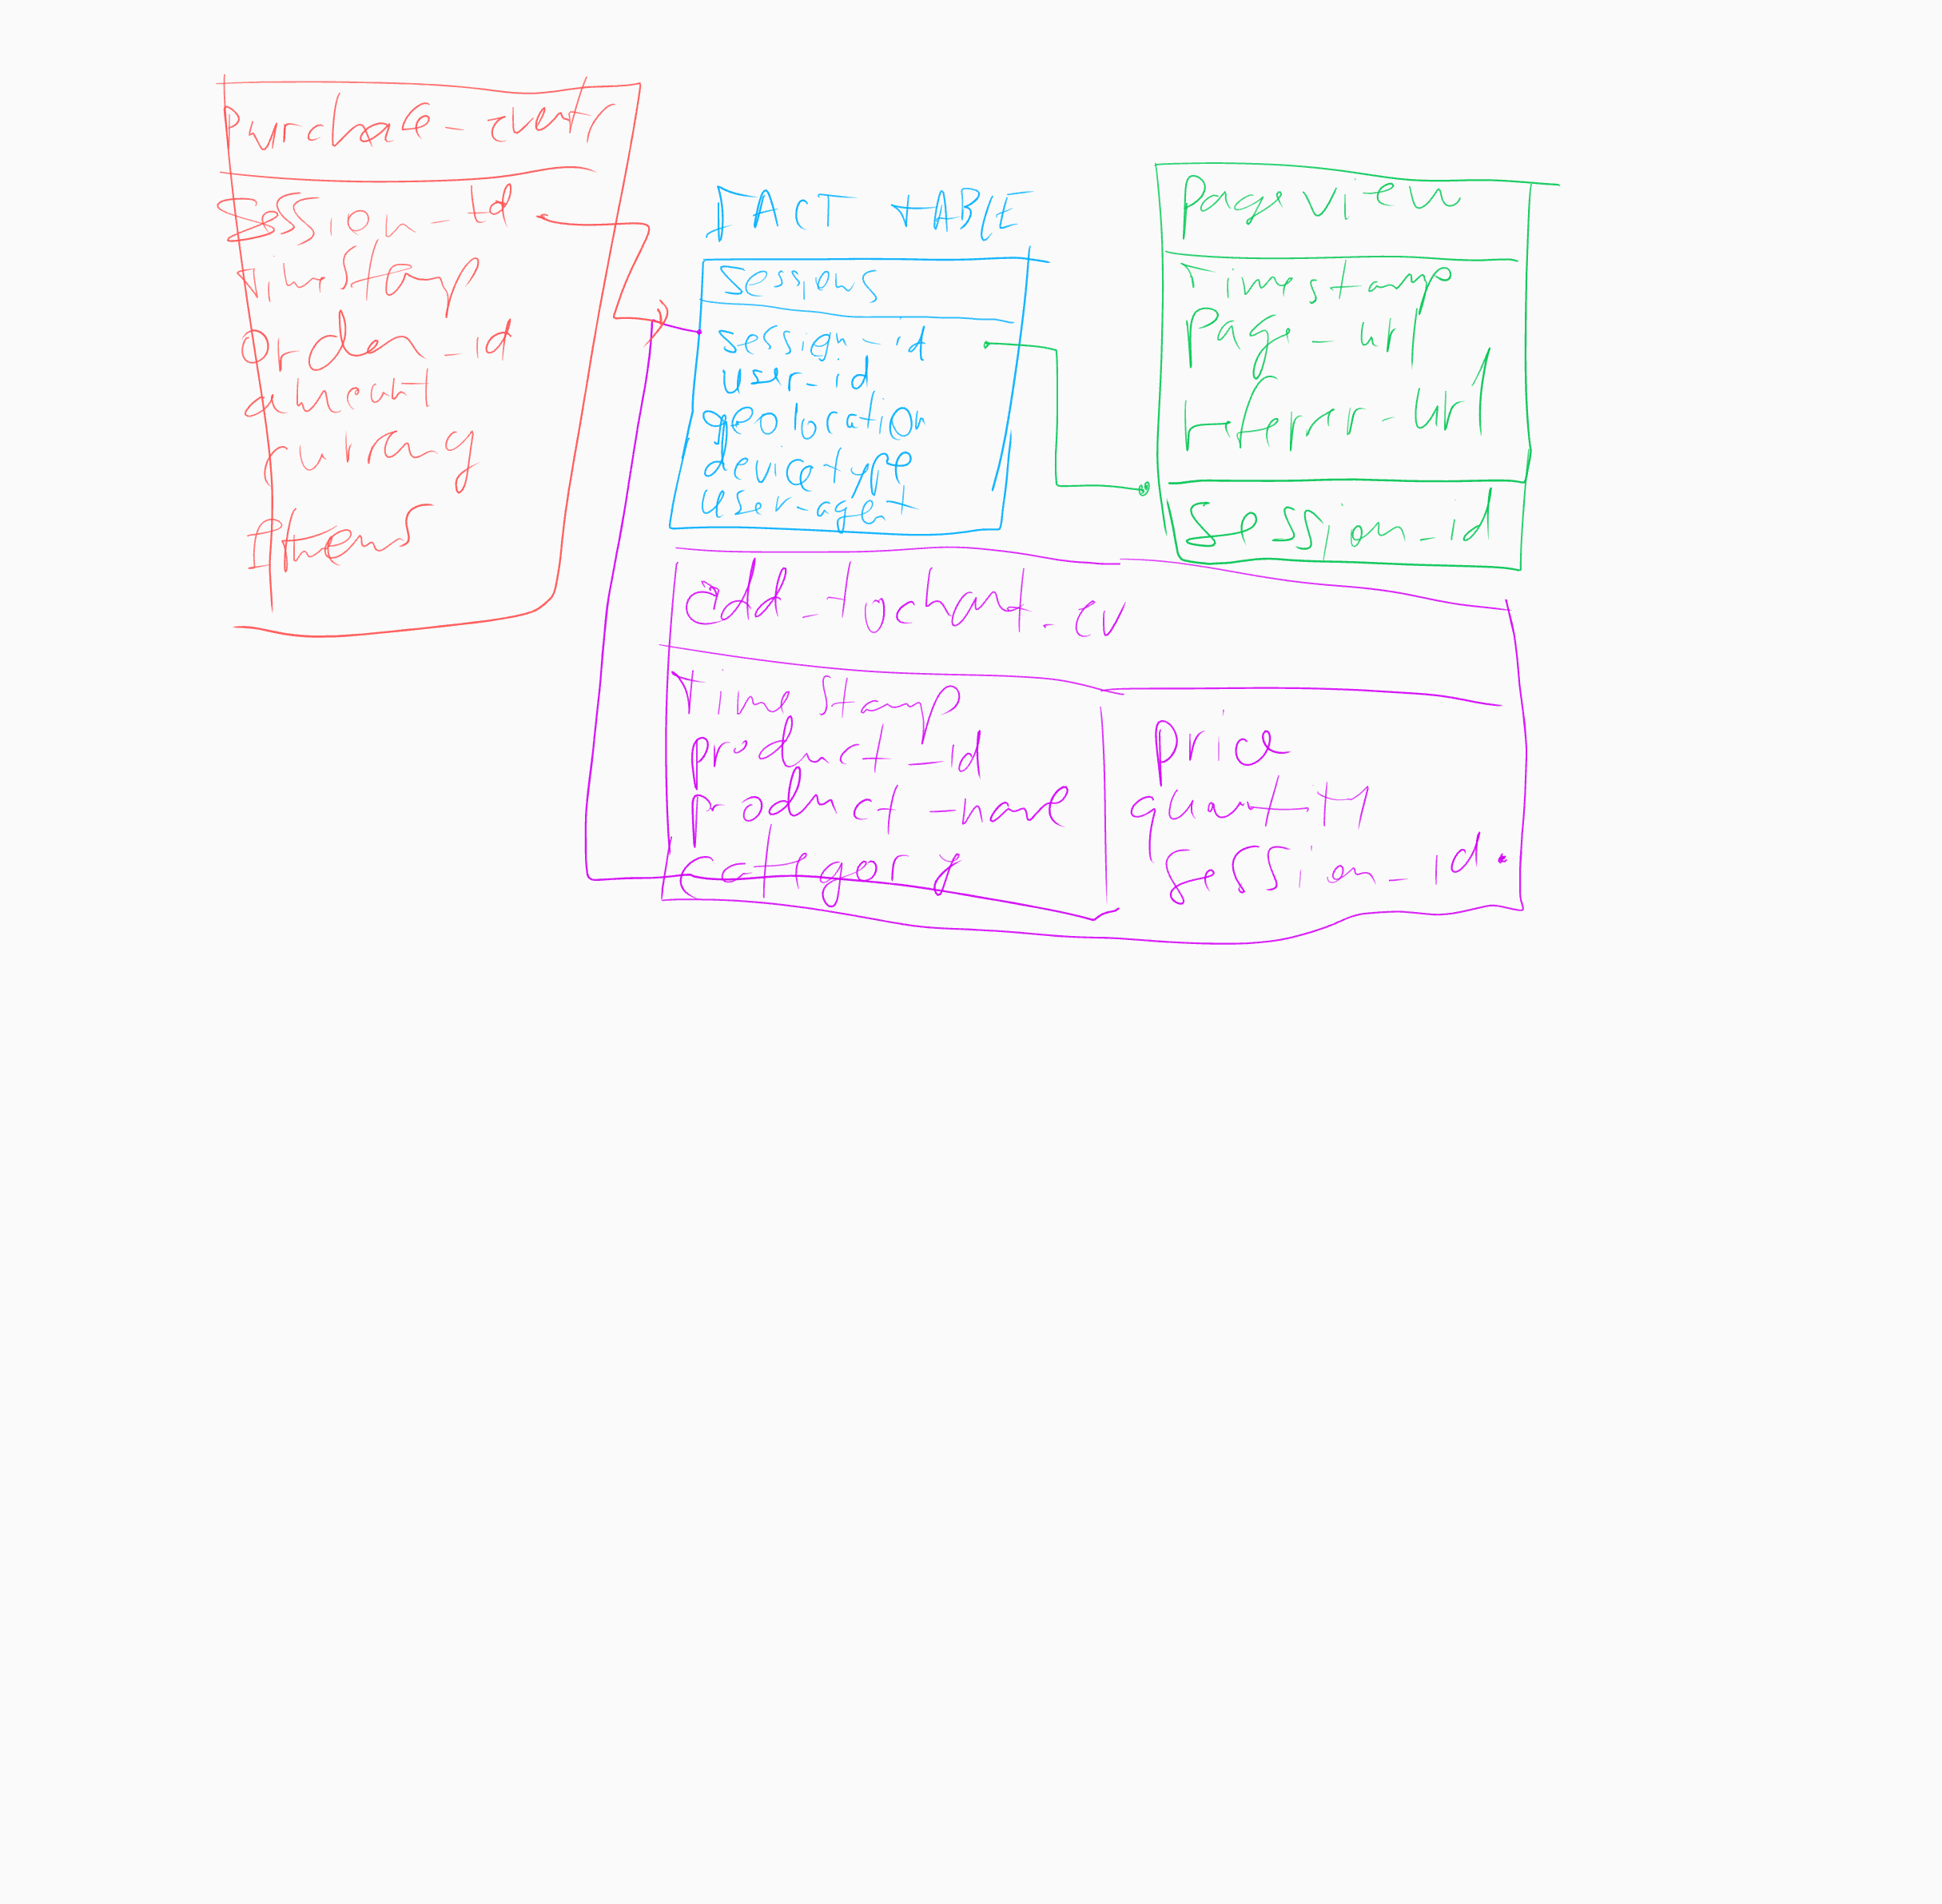 Purchase-events
Session-id
Timestamp
order-id
amount
currency
Items
FACT TABLE
Sessions
session-id
user-id
geolocation
devicetype
user-agent
Pageview
Timestamp
Page-url
referrer-url
Session-id
add-tocart-ev
Timestamp
product-id
product-name
category
price
quantity
session-id